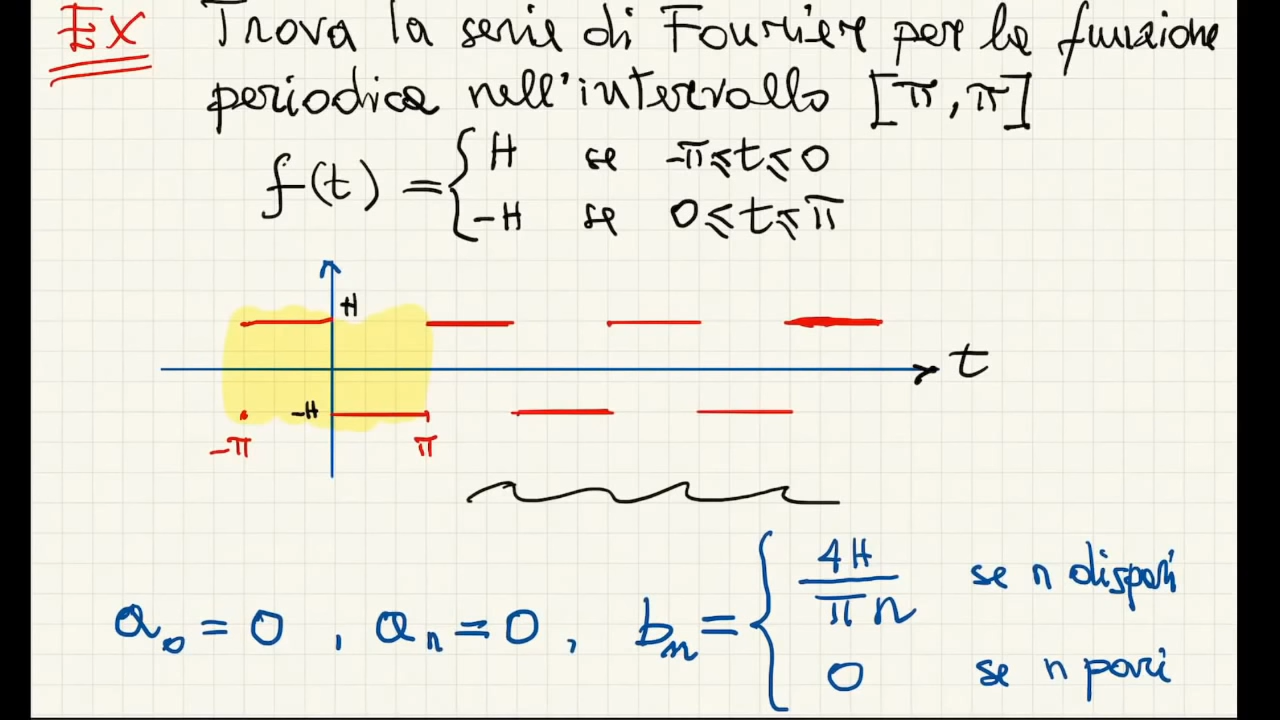 Ex Trova la serie di Fourier per la funzione
periodica nell'intervallo [π, π]
f(t) = { H se -π ≤ t ≤ 0
-H se 0 ≤ t ≤ π
H
t
-H
-π π
a₀ = 0 , aₙ = 0 , bₙ = { 4H / πn se n dispari
0 se n pari